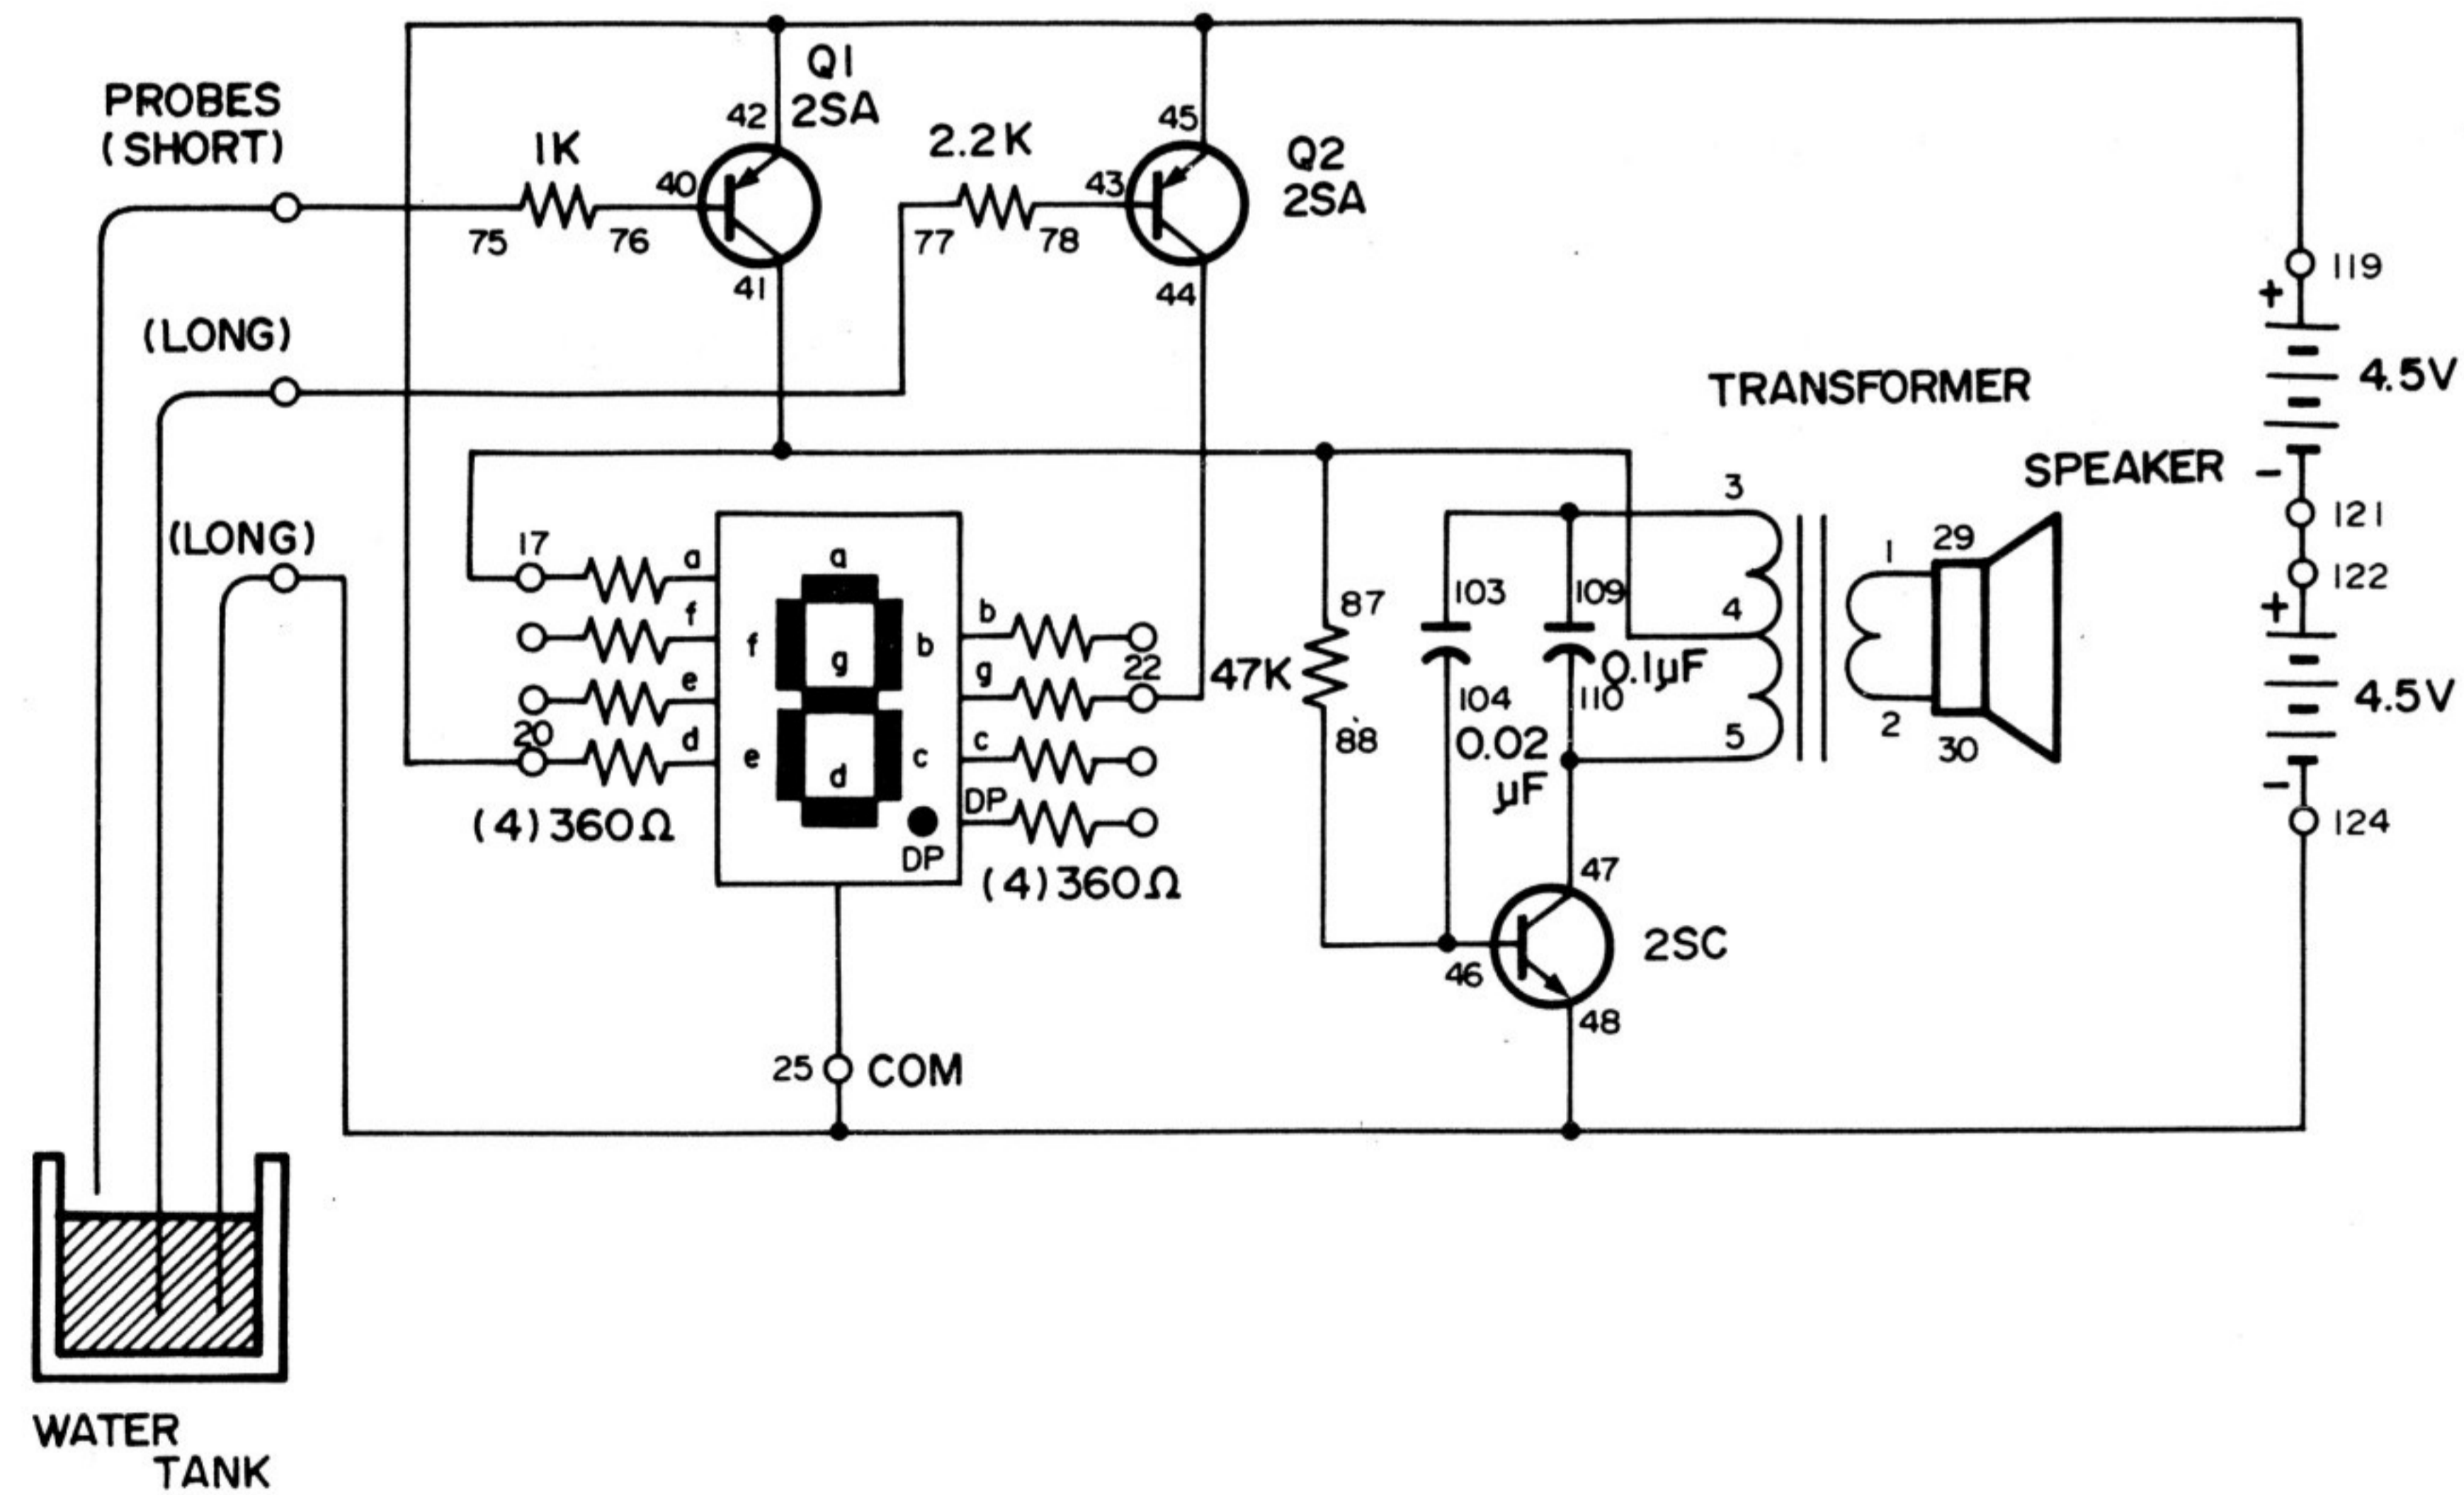 Q1
2SA
PROBES
(SHORT)
1K
42
40
75
76
41
2.2K
45
43
77
78
44
Q2
2SA
119
+
4.5V
-
121
122
+
4.5V
-
124
(LONG)
(LONG)
TRANSFORMER
SPEAKER
17
a
f
e
20
d
(4)360Ω
a
f
b
g
e
c
d
DP
b
22
g
c
DP
(4)360Ω
25
COM
87
47K
88
103
104
0.02
µF
109
0.1µF
110
3
4
5
1
2
29
30
47
46
2SC
48
WATER
TANK